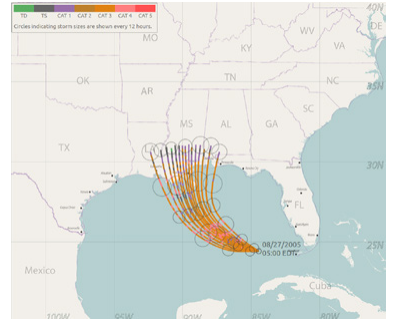 TD TS CAT 1 CAT 2 CAT 3 CAT 4 CAT 5
Circles indicating storm sizes are shown every 12 hours.
40N
MO
WV
DE
KY
VA
OK
TN
NC
35N
AR
SC
MS
AL
GA
TX
30N
FL
08/27/2005
05:00 EDT
25N
Mexico
Cuba
100W
95W
90W
85W
80W